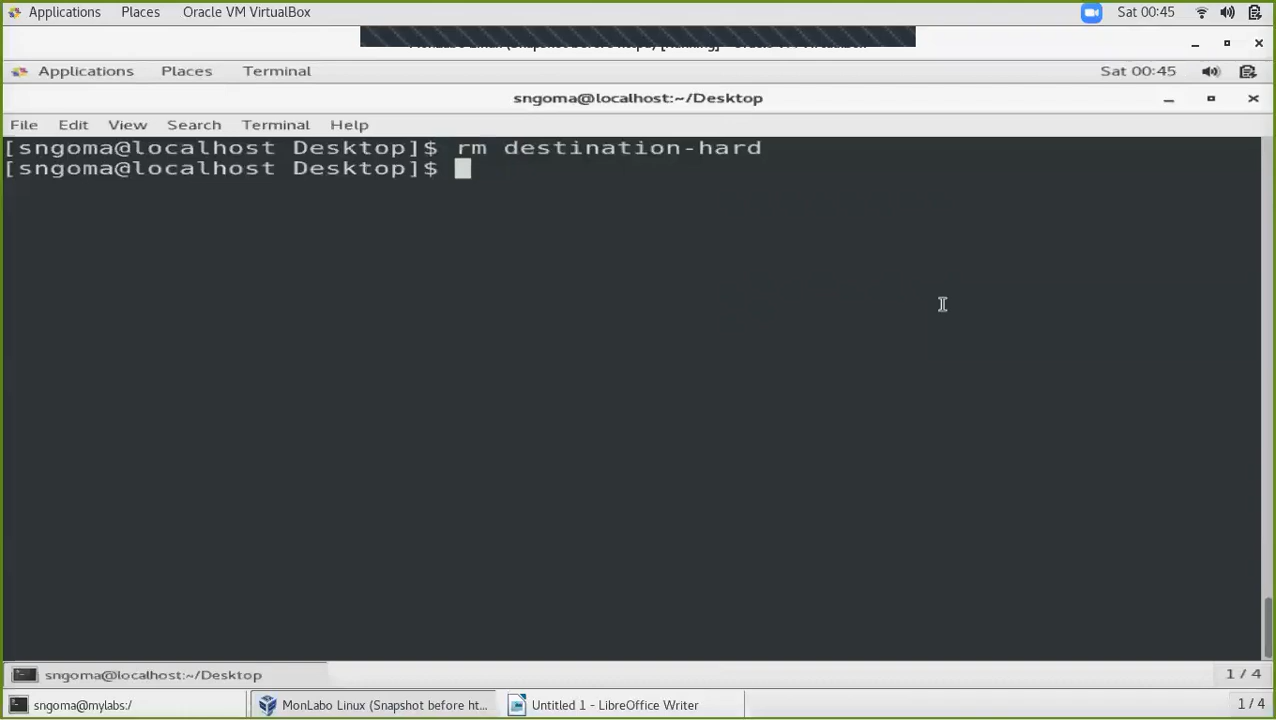 Applications Places Oracle VM VirtualBox Sat 00:45
Applications Places Terminal Sat 00:45
sngoma@localhost:~/Desktop
File Edit View Search Terminal Help
[sngoma@localhost Desktop]$ rm destination-hard
[sngoma@localhost Desktop]$
sngoma@localhost:~/Desktop 1 / 4
sngoma@mylabs:/ MonLabo Linux (Snapshot before ht... Untitled 1 - LibreOffice Writer 1 / 4